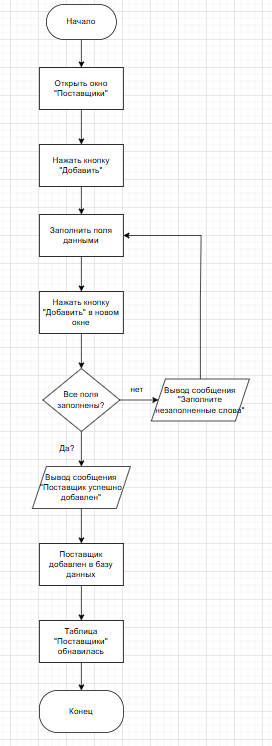 Начало
Открыть окно
"Поставщики"
Нажать кнопку
"Добавить"
Заполнить поля
данными
Нажать кнопку
"Добавить" в новом
окне
Все поля
заполнены?
нет
Вывод сообщения
"Заполните
незаполненные слова"
Да?
Вывод сообщения
"Поставщик успешно
добавлен"
Поставщик
добавлен в базу
данных
Таблица
"Поставщики"
обнавилась
Конец